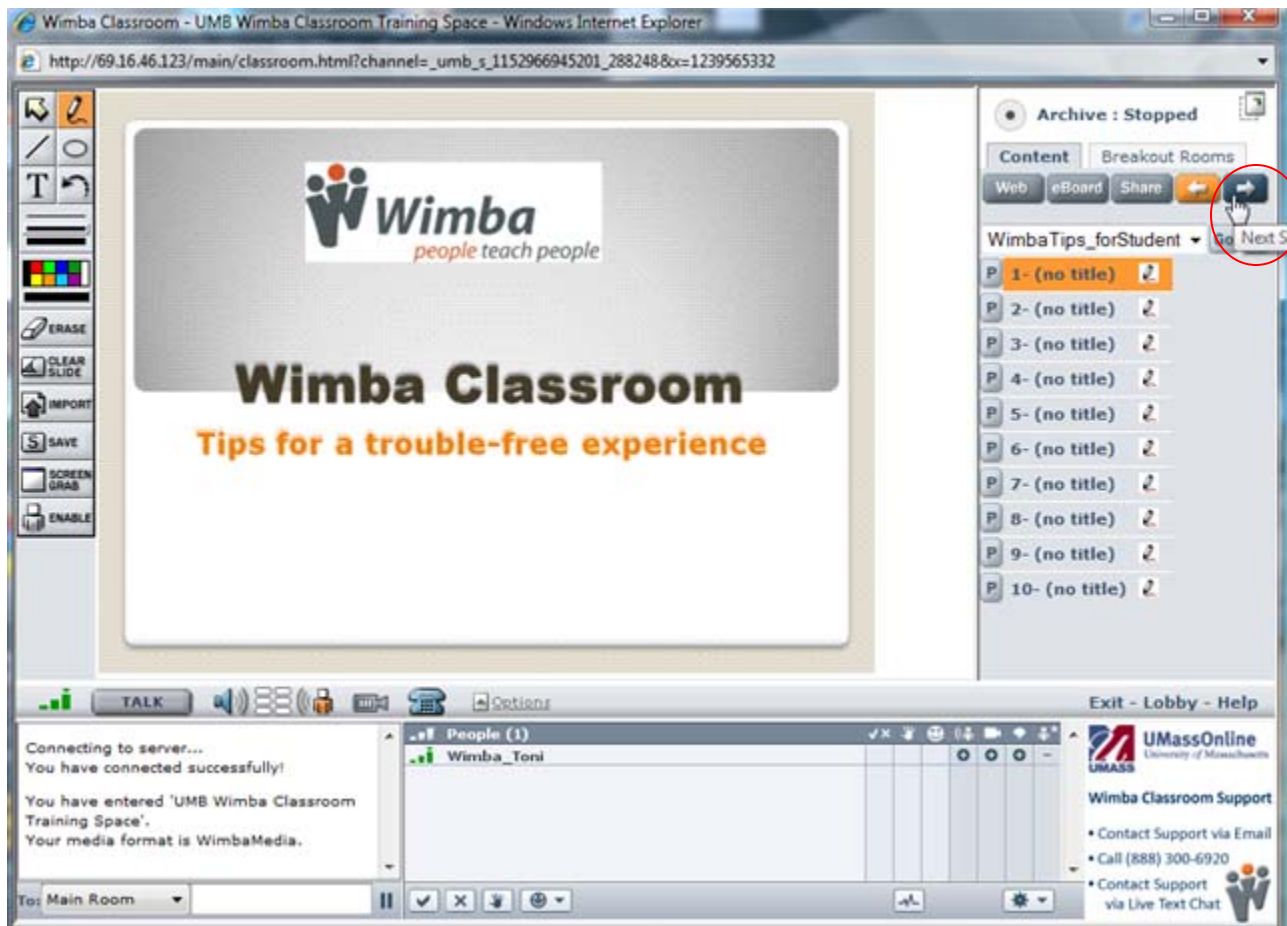 Wimba Classroom - UMB Wimba Classroom Training Space - Windows Internet Explorer
http://69.16.46.123/main/classroom.html?channel=_umb_s_1152966945201_288248&x=1239565332
T
ERASE
CLEAR
SLIDE
IMPORT
S SAVE
SCREEN
GRAB
ENABLE
Wimba
people teach people
Wimba Classroom
Tips for a trouble-free experience
Archive : Stopped
Content Breakout Rooms
Web eBoard Share
Next S
WimbaTips_forStudent Go
P 1- (no title)
P 2- (no title)
P 3- (no title)
P 4- (no title)
P 5- (no title)
P 6- (no title)
P 7- (no title)
P 8- (no title)
P 9- (no title)
P 10- (no title)
TALK Options
Exit - Lobby - Help
Connecting to server...
You have connected successfully!
You have entered 'UMB Wimba Classroom
Training Space'.
Your media format is WimbaMedia.
To: Main Room
People (1)
Wimba_Toni
UMASS
UMassOnline
University of Massachusetts
Wimba Classroom Support
• Contact Support via Email
• Call (888) 300-6920
• Contact Support
via Live Text Chat